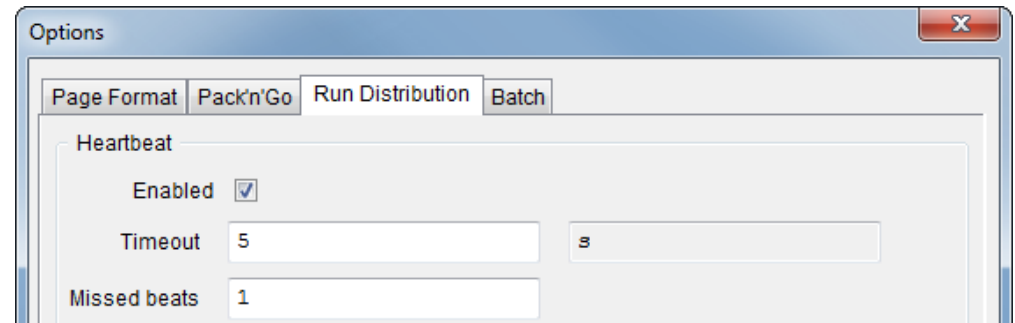 Options
Page Format Pack'n'Go Run Distribution Batch
Heartbeat
Enabled
Timeout 5 s
Missed beats 1